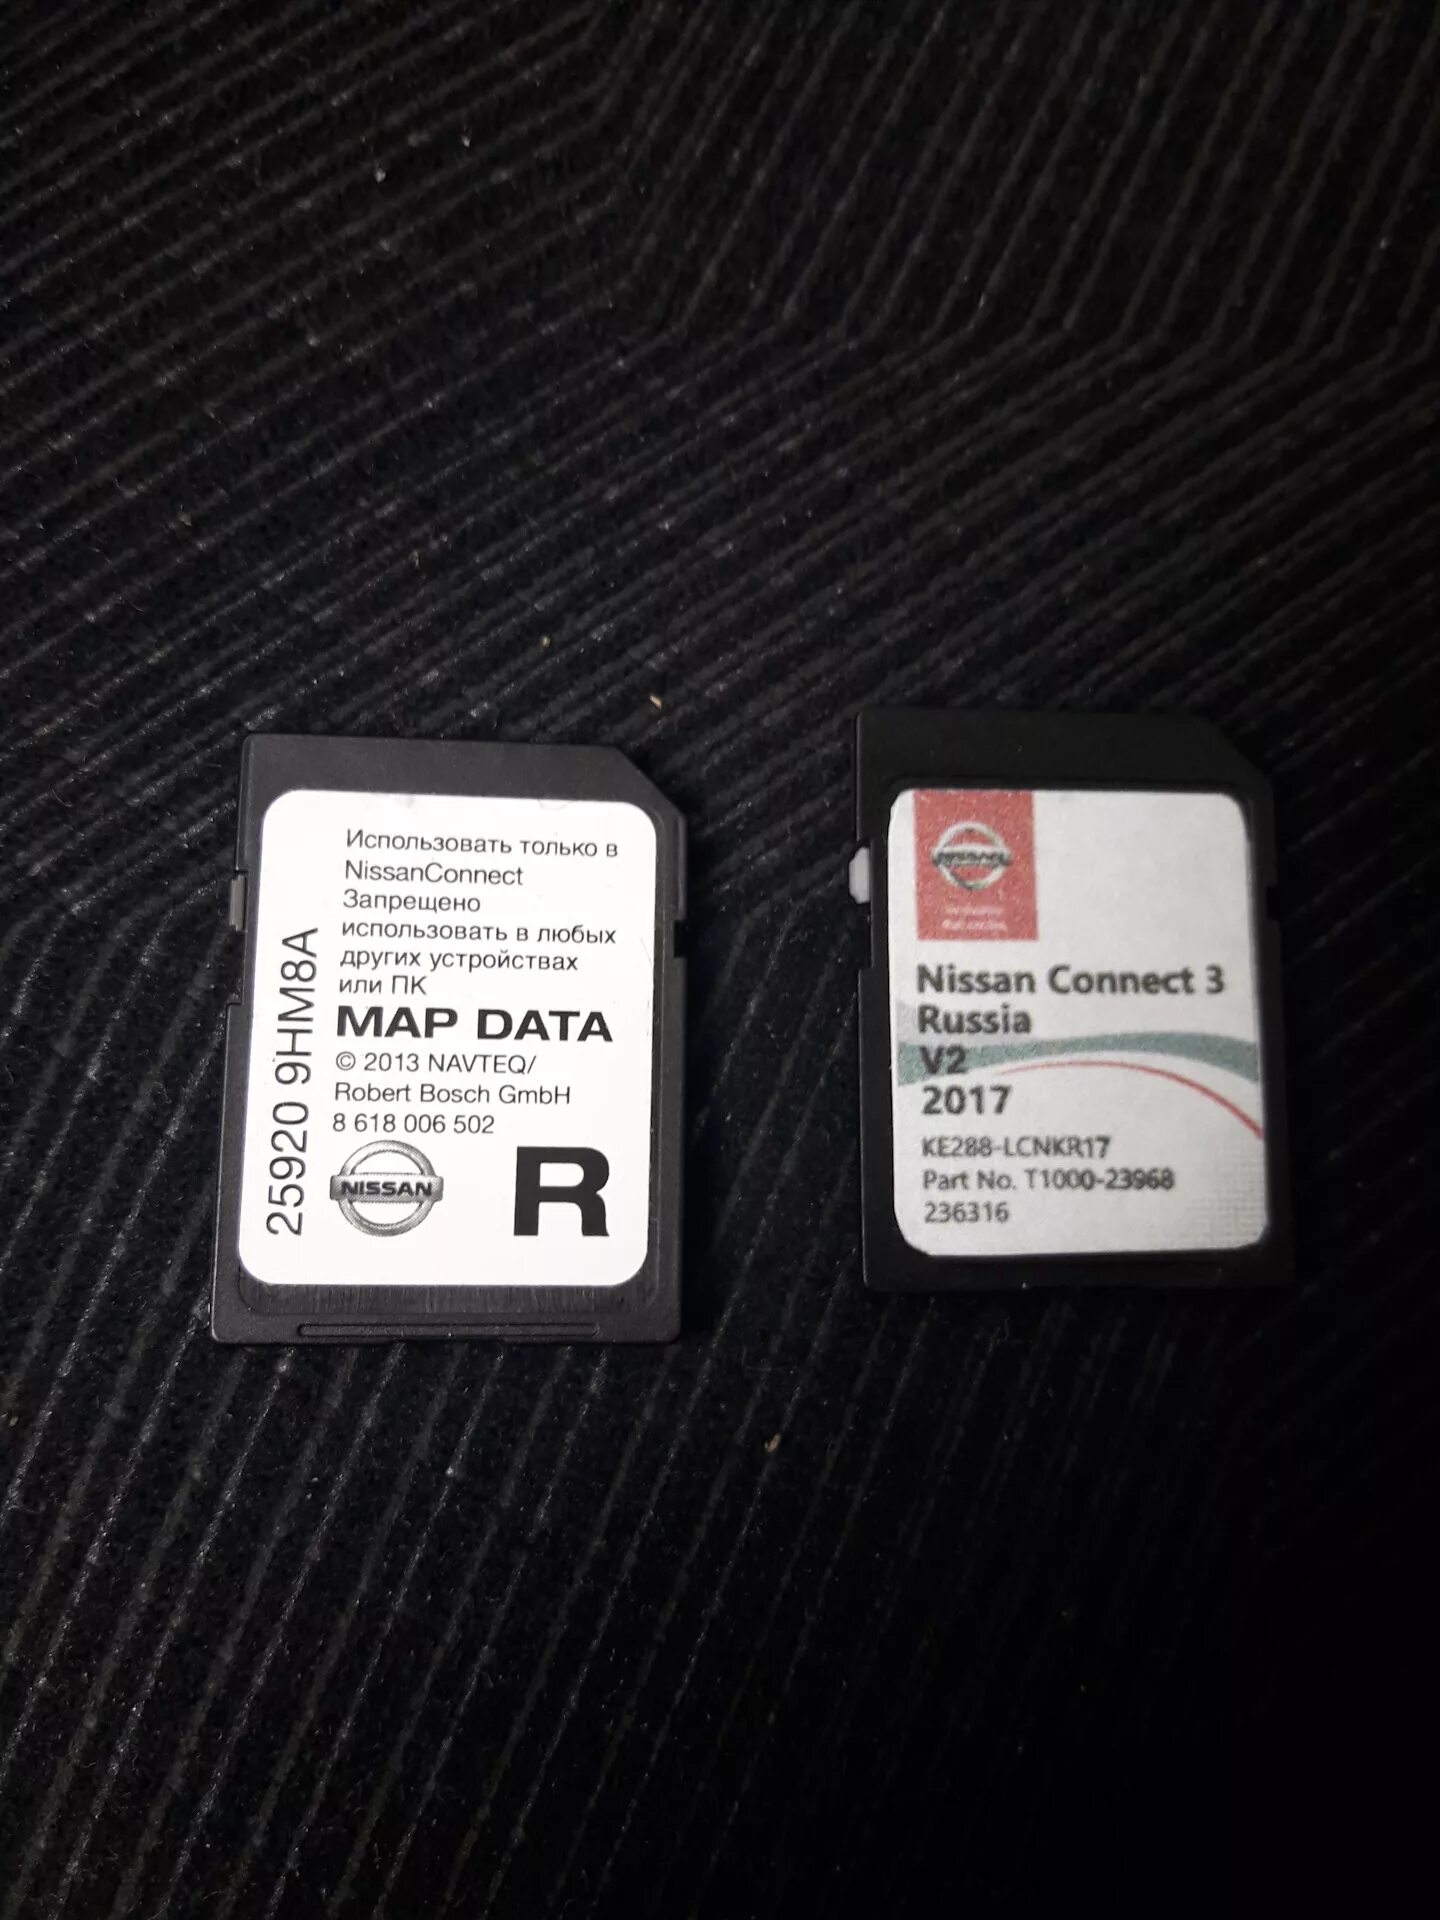 Использовать только в
NissanConnect
Запрещено
использовать в любых
других устройствах
или ПК
MAP DATA
© 2013 NAVTEQ/
Robert Bosch GmbH
8 618 006 502
NISSAN
R
25920 9HM8A
NISSAN
Nissan Connect 3
Russia
V2
2017
KE288-LCNKR17
Part No. T1000-23968
236316